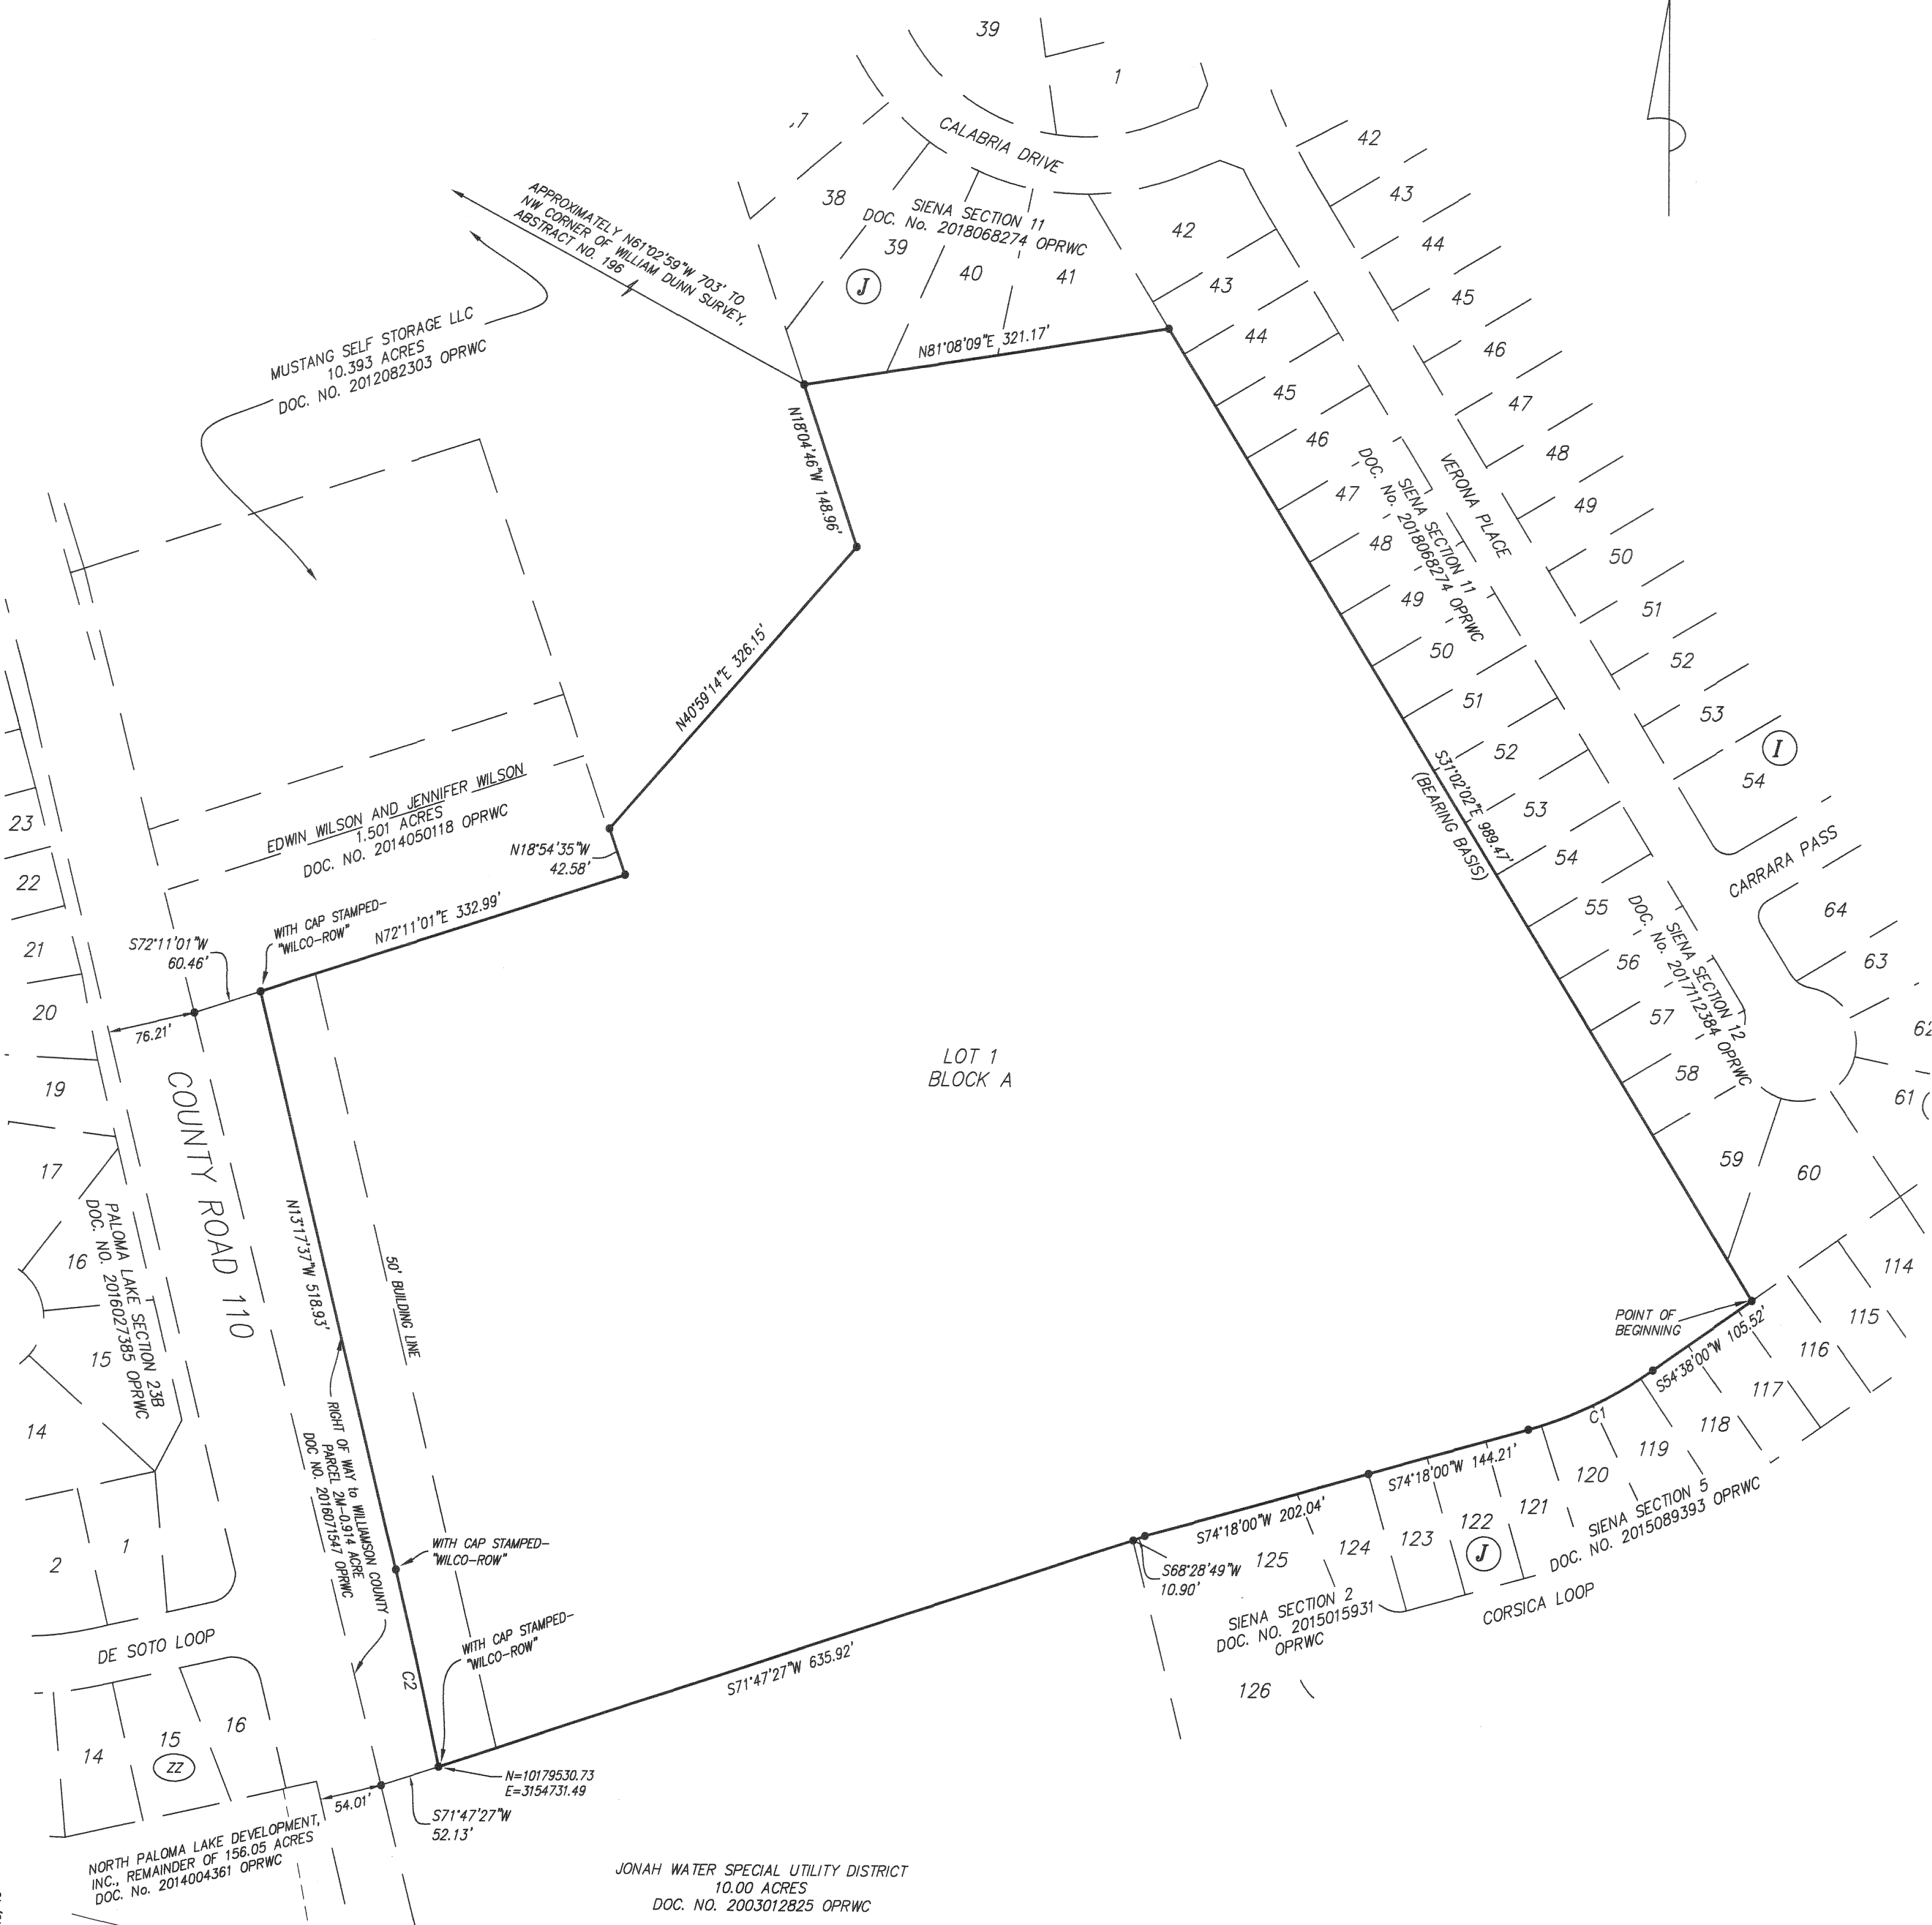 39
1
,7
CALABRIA DRIVE
38
SIENA SECTION 11
DOC. No. 2018068274 OPRWC
39
40
41
42
43
44
45
46
47
48
49
50
51
52
53
54
55
56
57
58
59
60
J
42
43
44
45
46
47
48
49
50
51
52
53
54
I
64
63
62
61
APPROXIMATELY N61°02'59"W 703' TO
NW CORNER OF WILLIAM DUNN SURVEY,
ABSTRACT NO. 196
MUSTANG SELF STORAGE LLC
10.393 ACRES
DOC. NO. 2012082303 OPRWC
N81°08'09"E 321.17'
N18°04'46"W 148.96'
N40°59'14"E 326.15'
VERONA PLACE
SIENA SECTION 11
DOC. No. 2018068274 OPRWC
S31°02'02"E 989.47'
(BEARING BASIS)
CARRARA PASS
SIENA SECTION 12
DOC. No. 2017112384 OPRWC
EDWIN WILSON AND JENNIFER WILSON
1.501 ACRES
DOC. NO. 2014050118 OPRWC
N18°54'35"W
42.58'
N72°11'01"E 332.99'
WITH CAP STAMPED-
"WILCO-ROW"
S72°11'01"W
60.46'
76.21'
23
22
21
20
19
17
16
15
14
1
2
COUNTY ROAD 110
LOT 1
BLOCK A
PALOMA LAKE SECTION 23B
DOC. NO. 2016027385 OPRWC
N13°17'37"W 518.93'
50' BUILDING LINE
RIGHT OF WAY to WILLIAMSON COUNTY
PARCEL 2M-0.914 ACRE
DOC NO. 2016071547 OPRWC
POINT OF
BEGINNING
S54°38'00"W 105.52'
C1
114
115
116
117
118
119
120
121
122
123
124
125
126
S74°18'00"W 144.21'
S74°18'00"W 202.04'
S68°28'49"W
10.90'
J
SIENA SECTION 5
DOC. NO. 2015089393 OPRWC
CORSICA LOOP
SIENA SECTION 2
DOC. NO. 2015015931
OPRWC
WITH CAP STAMPED-
"WILCO-ROW"
C2
WITH CAP STAMPED-
"WILCO-ROW"
S71°47'27"W 635.92'
DE SOTO LOOP
14
15
16
ZZ
54.01'
N=10179530.73
E=3154731.49
S71°47'27"W
52.13'
NORTH PALOMA LAKE DEVELOPMENT,
INC., REMAINDER OF 156.05 ACRES
DOC. No. 2014004361 OPRWC
JONAH WATER SPECIAL UTILITY DISTRICT
10.00 ACRES
DOC. NO. 2003012825 OPRWC